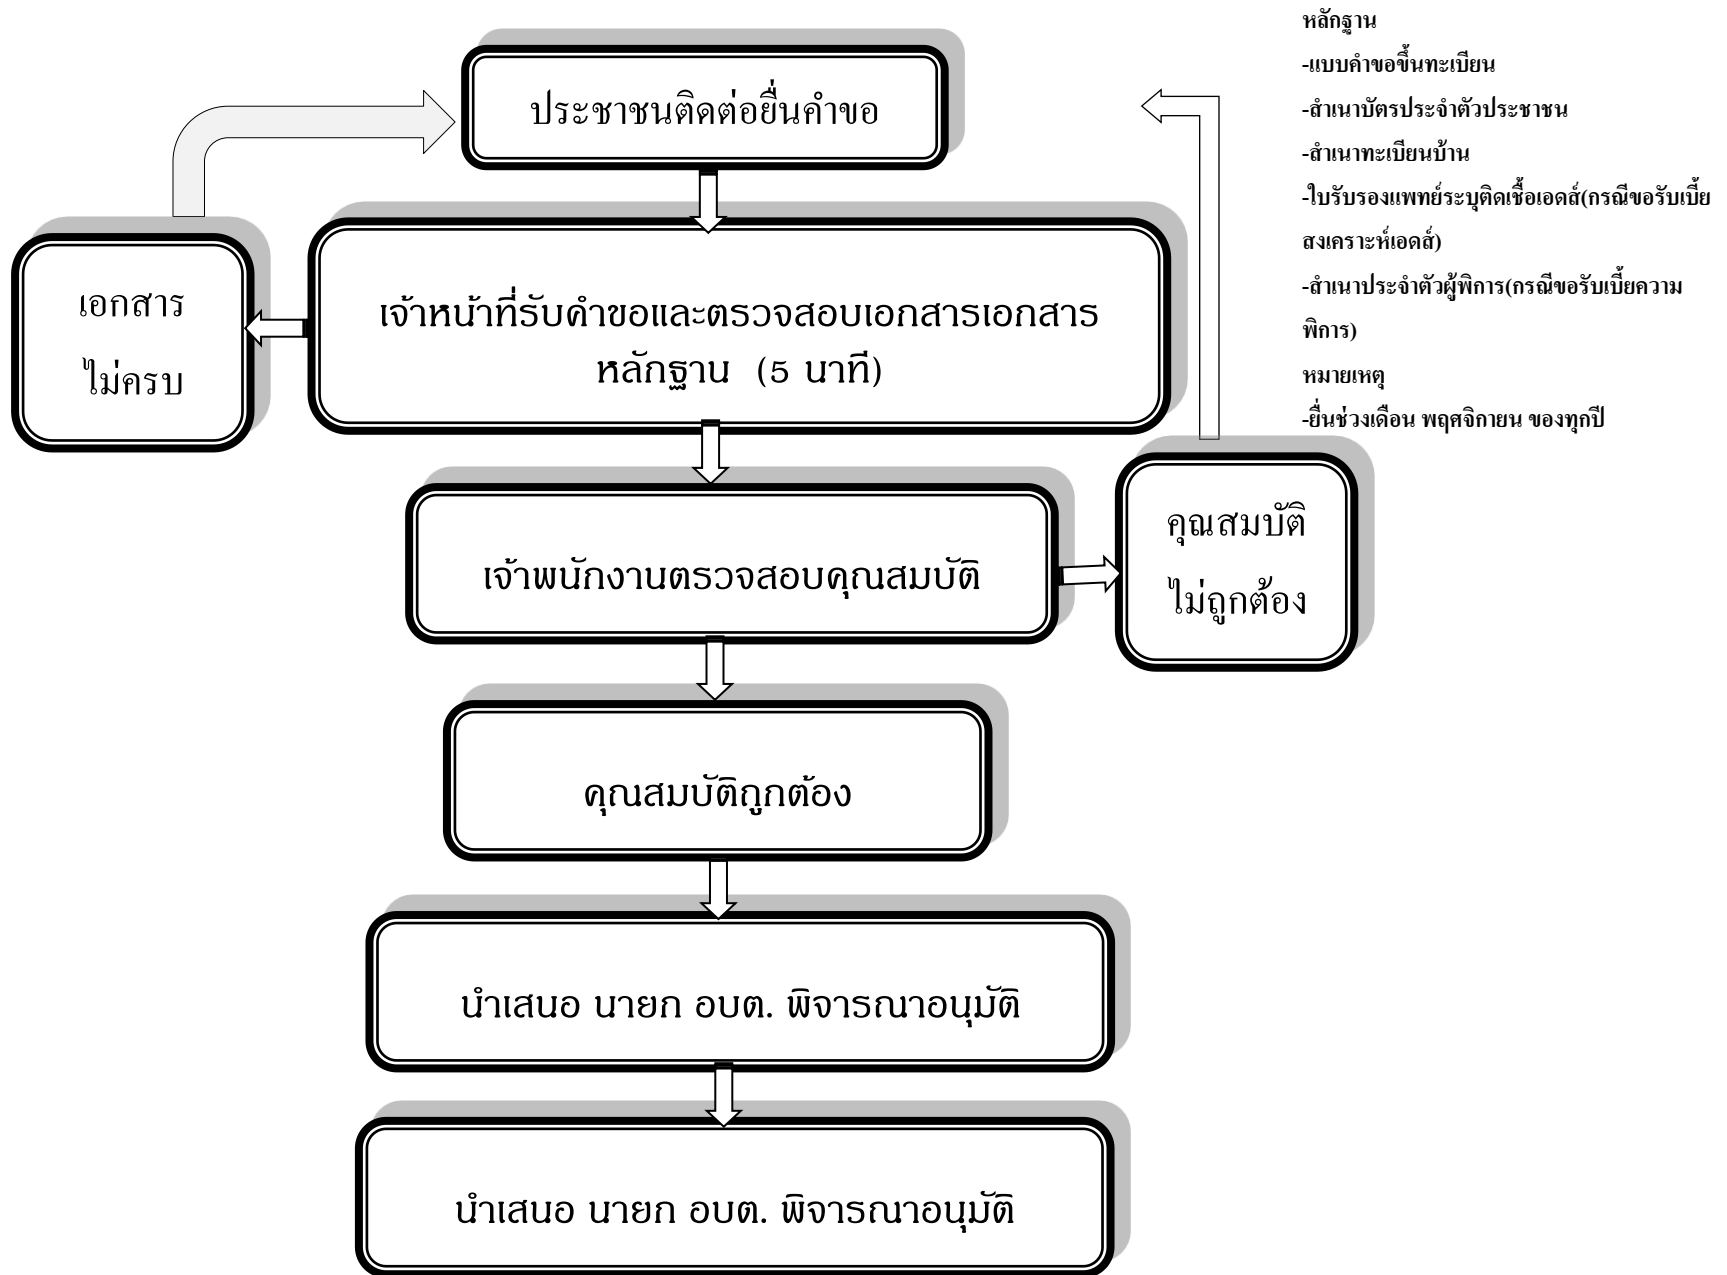 ประชาชนติดต่อยื่นคำขอ
เอกสาร
ไม่ครบ
เจ้าหน้าที่รับคำขอและตรวจสอบเอกสารเอกสาร
หลักฐาน (5 นาที)
เจ้าพนักงานตรวจสอบคุณสมบัติ
คุณสมบัติ
ไม่ถูกต้อง
คุณสมบัติถูกต้อง
นำเสนอ นายก อบต. พิจารณาอนุมัติ
นำเสนอ นายก อบต. พิจารณาอนุมัติ
หลักฐาน
-แบบคำขอขึ้นทะเบียน
-สำเนาบัตรประจำตัวประชาชน
-สำเนาทะเบียนบ้าน
-ใบรับรองแพทย์ระบุติดเชื้อเอดส์(กรณีขอรับเบี้ย
สงเคราะห์เอดส์)
-สำเนาประจำตัวผู้พิการ(กรณีขอรับเบี้ยความ
พิการ)
หมายเหตุ
-ยื่นช่วงเดือน พฤศจิกายน ของทุกปี